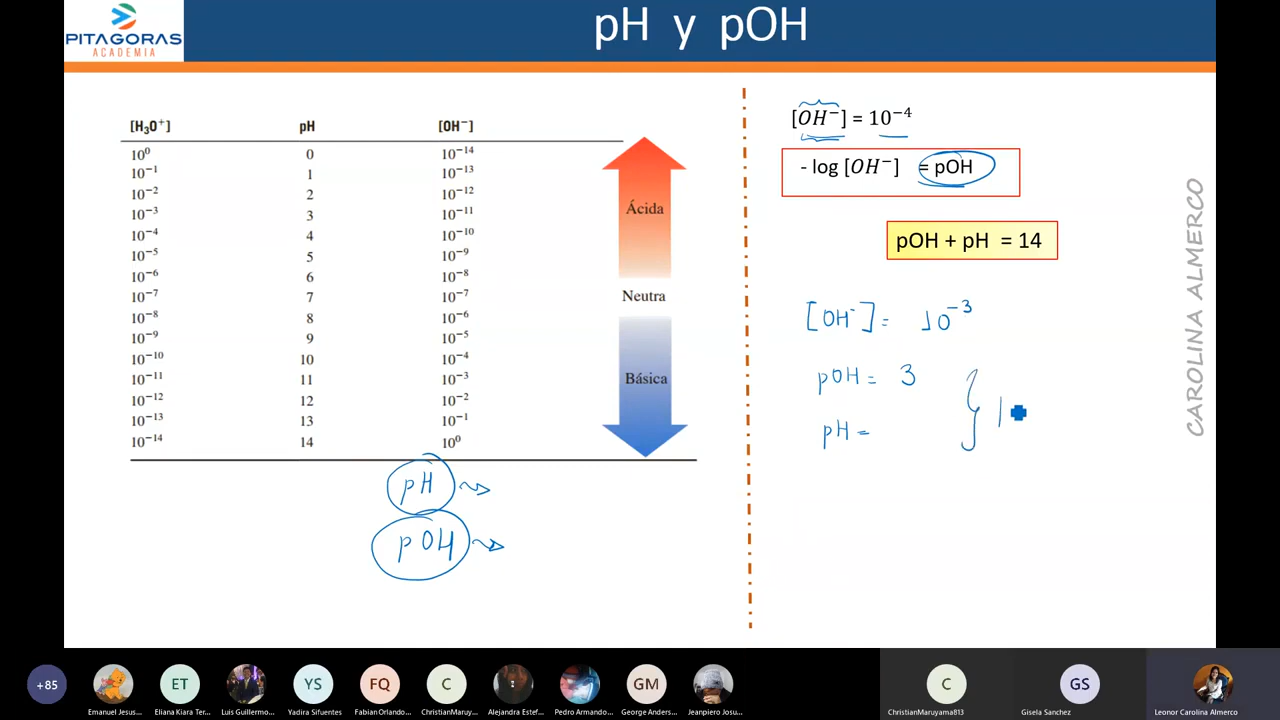 pH y pOH
PITAGORAS
ACADEMIA
[H₃O⁺] pH [OH⁻]
10⁰ 0 10⁻¹⁴
10⁻¹ 1 10⁻¹³
10⁻² 2 10⁻¹²
10⁻³ 3 10⁻¹¹
10⁻⁴ 4 10⁻¹⁰
10⁻⁵ 5 10⁻⁹
10⁻⁶ 6 10⁻⁸
10⁻⁷ 7 10⁻⁷
10⁻⁸ 8 10⁻⁶
10⁻⁹ 9 10⁻⁵
10⁻¹⁰ 10 10⁻⁴
10⁻¹¹ 11 10⁻³
10⁻¹² 12 10⁻²
10⁻¹³ 13 10⁻¹
10⁻¹⁴ 14 10⁰
Ácida
Neutra
Básica
pH
pOH
[OH⁻] = 10⁻⁴
- log [OH⁻] = pOH
pOH + pH = 14
[OH⁻] = 10⁻³
pOH = 3
pH =
1
CAROLINA ALMERCO
+85
ET
YS
FQ
C
GM
C
GS
Emanuel Jesus...
Eliana Kiara Ter...
Luis Guillermo...
Yadira Sifuentes
Fabian Orlando...
ChristianMaruy...
Alejandra Estef...
Pedro Armando...
George Anders...
Jeanpiero Josu...
ChristianMaruyama813
Gisela Sanchez
Leonor Carolina Almerco